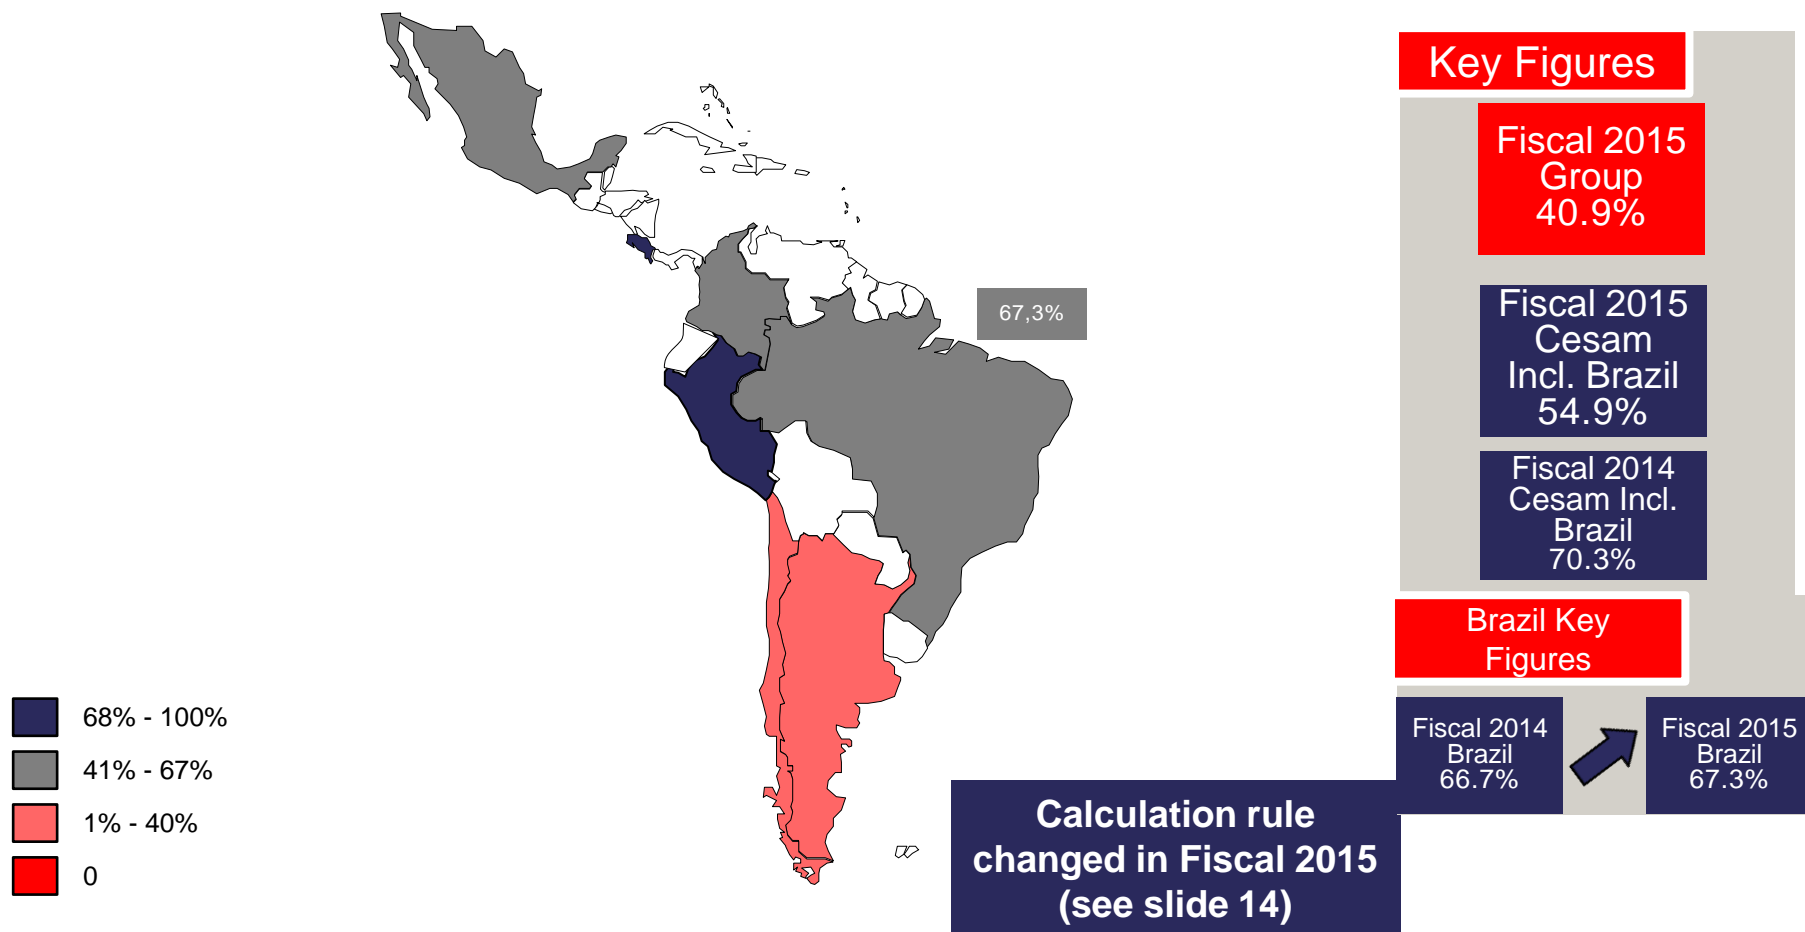 Key Figures
Fiscal 2015
Group
40.9%
67,3%
Fiscal 2015
Cesam
Incl. Brazil
54.9%
Fiscal 2014
Cesam Incl.
Brazil
70.3%
Brazil Key
Figures
68% - 100%
41% - 67%
1% - 40%
0
Fiscal 2014
Brazil
66.7%
Fiscal 2015
Brazil
67.3%
Calculation rule
changed in Fiscal 2015
(see slide 14)